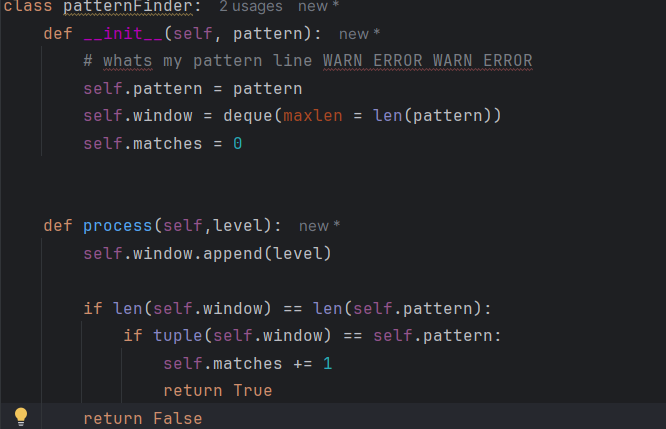 class patternFinder: 2 usages new *
def __init__(self, pattern): new *
# whats my pattern line WARN ERROR WARN ERROR
self.pattern = pattern
self.window = deque(maxlen = len(pattern))
self.matches = 0
def process(self,level): new *
self.window.append(level)
if len(self.window) == len(self.pattern):
if tuple(self.window) == self.pattern:
self.matches += 1
return True
return False